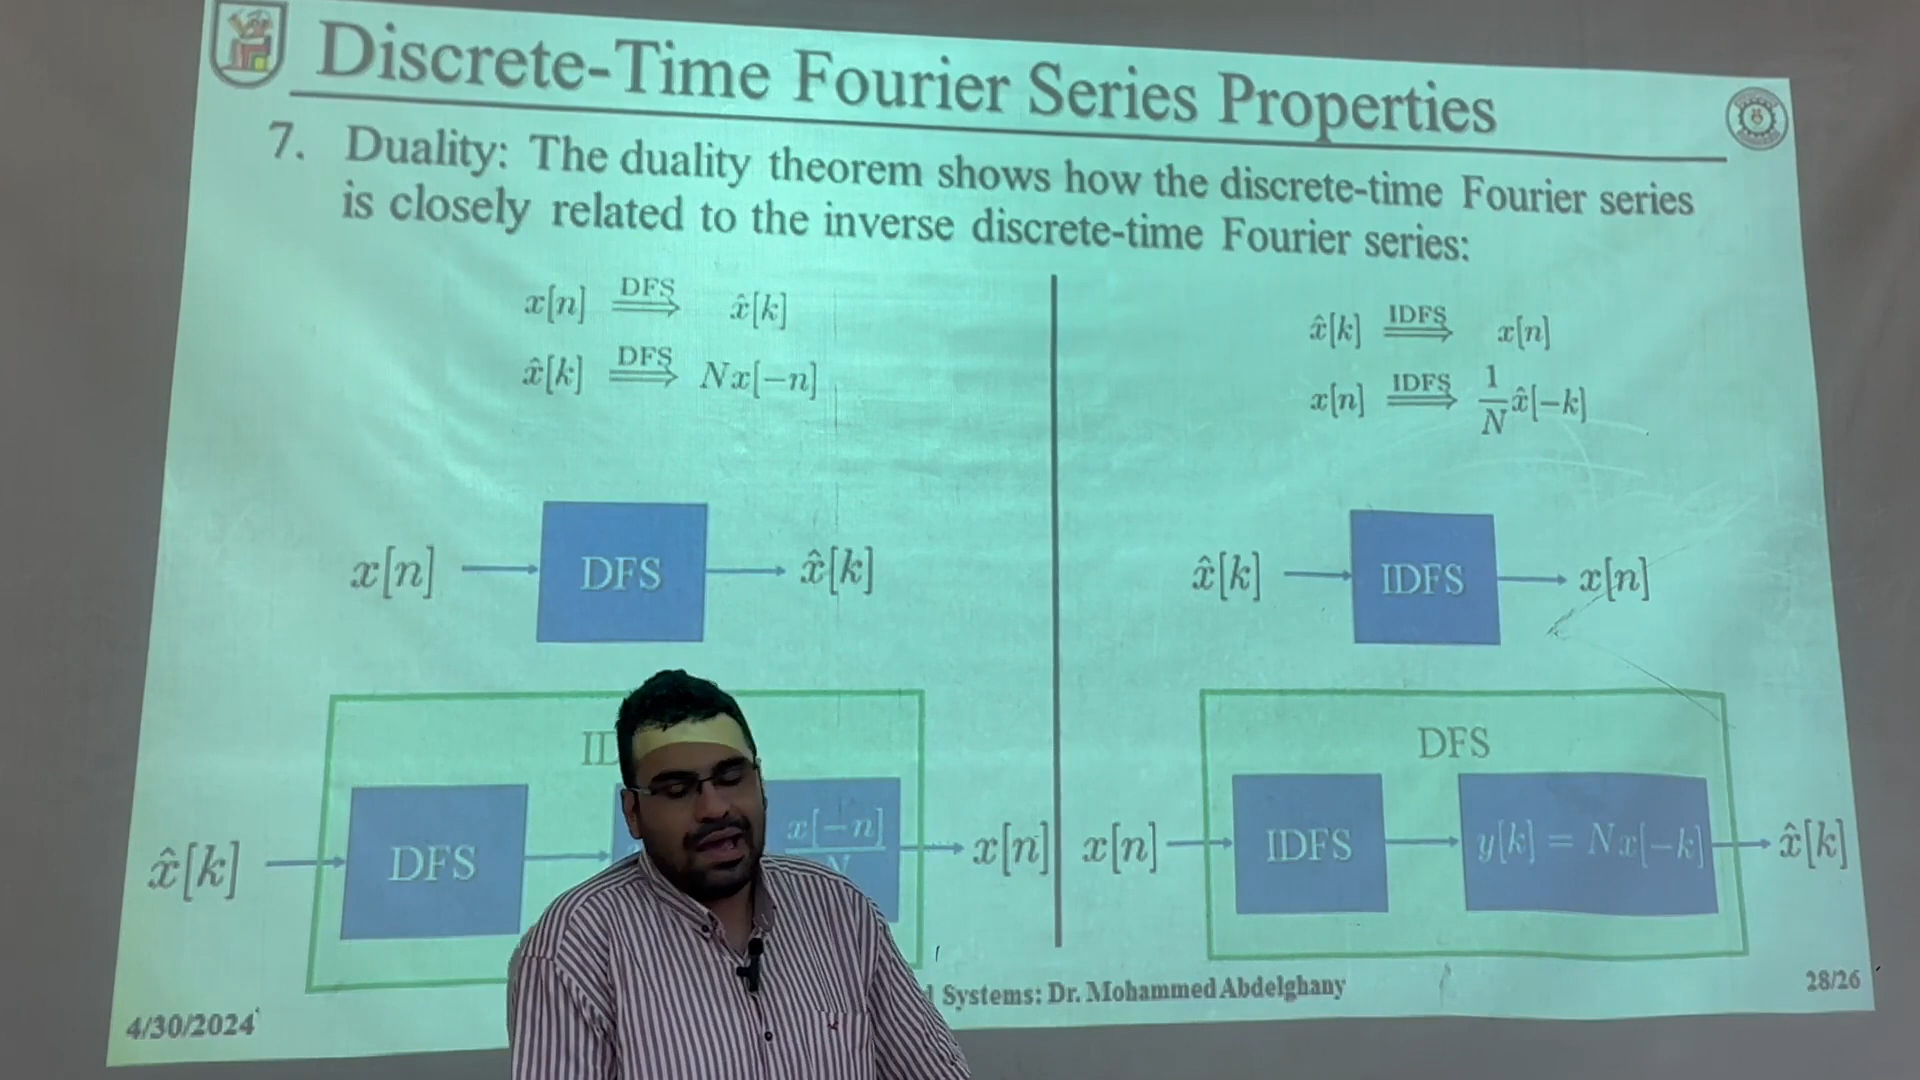 Discrete-Time Fourier Series Properties
7. Duality: The duality theorem shows how the discrete-time Fourier series
is closely related to the inverse discrete-time Fourier series:
x[n] DFS⟹ x̂[k]
x̂[k] DFS⟹ Nx[−n]
x̂[k] IDFS⟹ x[n]
x[n] IDFS⟹ 1/N x̂[−k]
x[n] DFS x̂[k]
x̂[k] IDFS x[n]
x̂[k] DFS x[−n]/N x[n]
DFS
x[n] IDFS y[k] = Nx[−k] x̂[k]
Systems: Dr. Mohammed Abdelghany
28/26
4/30/2024